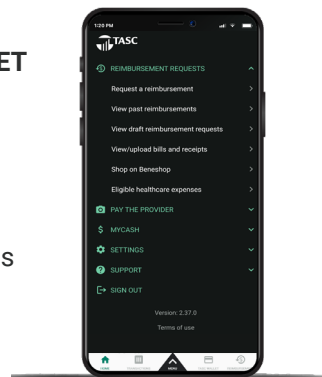 ET
s
1:20 PM
TASC
REIMBURSEMENT REQUESTS
Request a reimbursement
View past reimbursements
View draft reimbursement requests
View/upload bills and receipts
Shop on Beneshop
Eligible healthcare expenses
PAY THE PROVIDER
$ MYCASH
SETTINGS
? SUPPORT
SIGN OUT
Version: 2.37.0
Terms of use
HOME
MENU